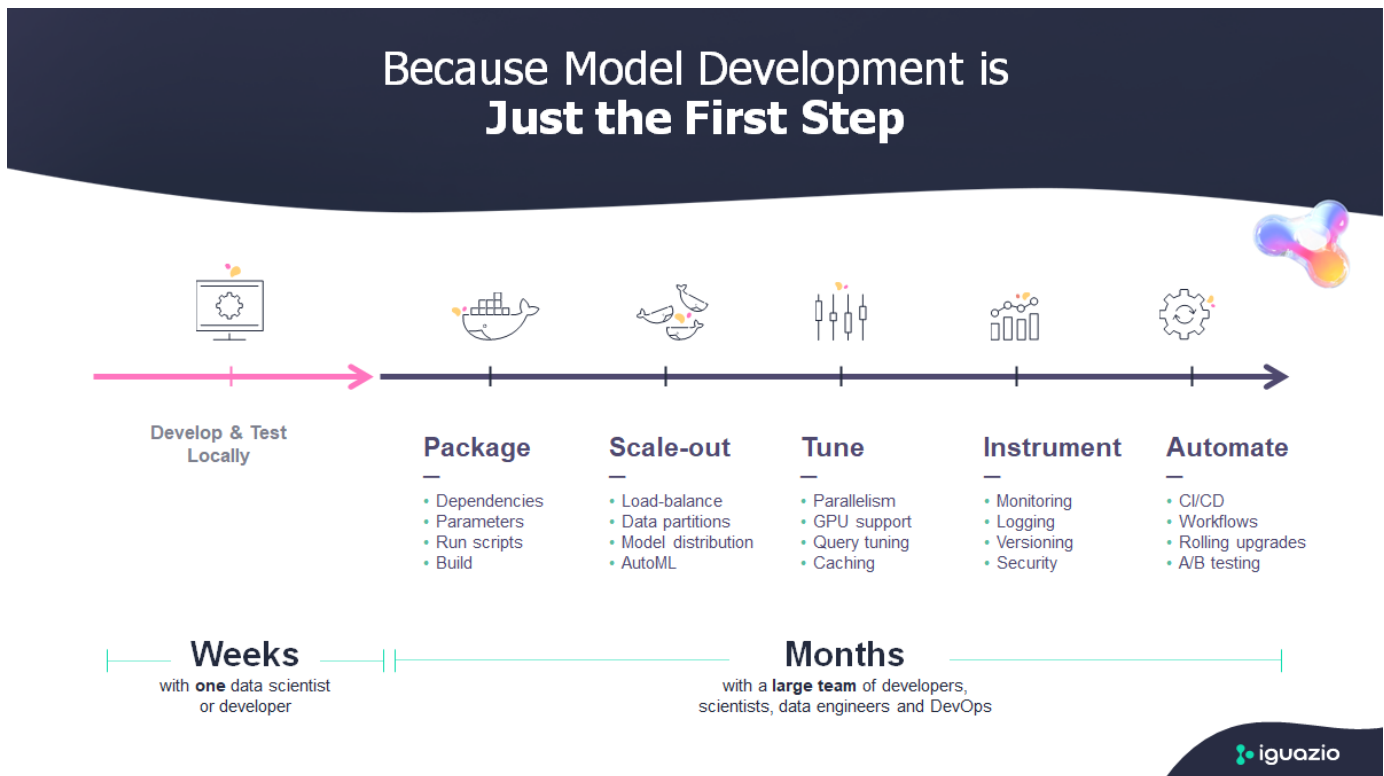 Because Model Development is
Just the First Step
Develop & Test
Locally
Package
• Dependencies
• Parameters
• Run scripts
• Build
Scale-out
• Load-balance
• Data partitions
• Model distribution
• AutoML
Tune
• Parallelism
• GPU support
• Query tuning
• Caching
Instrument
• Monitoring
• Logging
• Versioning
• Security
Automate
• CI/CD
• Workflows
• Rolling upgrades
• A/B testing
Weeks
with one data scientist
or developer
Months
with a large team of developers,
scientists, data engineers and DevOps
iguazio